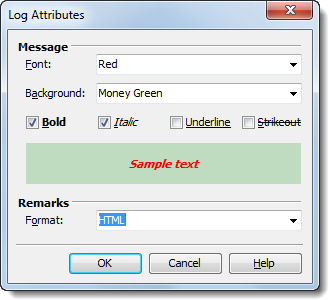 Log Attributes
Message
Font: Red
Background: Money Green
Bold Italic Underline Strikeout
Sample text
Remarks
Format: HTML
OK Cancel Help